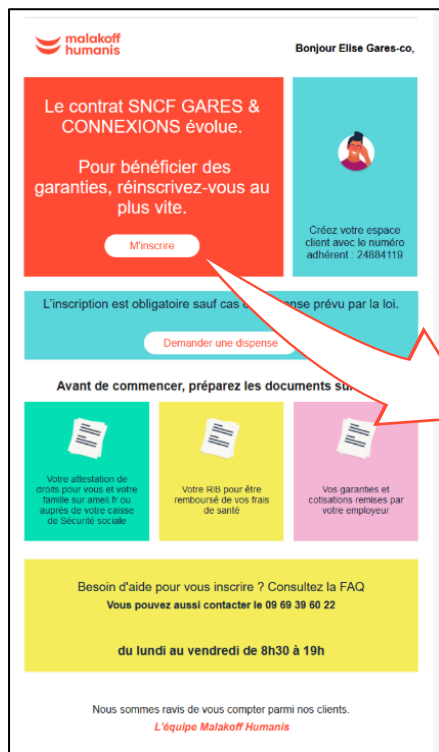 malakoff
humanis
Bonjour Elise Gares-co,
Le contrat SNCF GARES &
CONNEXIONS évolue.
Pour bénéficier des
garanties, réinscrivez-vous au
plus vite.
M'inscrire
Créez votre espace
client avec le numéro
adhérent : 24884119
L'inscription est obligatoire sauf cas prévu par la loi.
Demander une dispense
Avant de commencer, préparez les documents
Votre attestation de
droits pour vous et votre
famille sur ameli.fr ou
auprès de votre caisse
de Sécurité sociale
Votre RIB pour être
remboursé de vos frais
de santé
Vos garanties et
cotisations remises par
votre employeur
Besoin d'aide pour vous inscrire ? Consultez la FAQ
Vous pouvez aussi contacter le 09 69 39 60 22
du lundi au vendredi de 8h30 à 19h
Nous sommes ravis de vous compter parmi nos clients.
L'équipe Malakoff Humanis